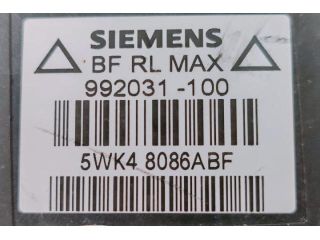 SIEMENS
BF RL MAX
992031-100
5WK4 8086ABF